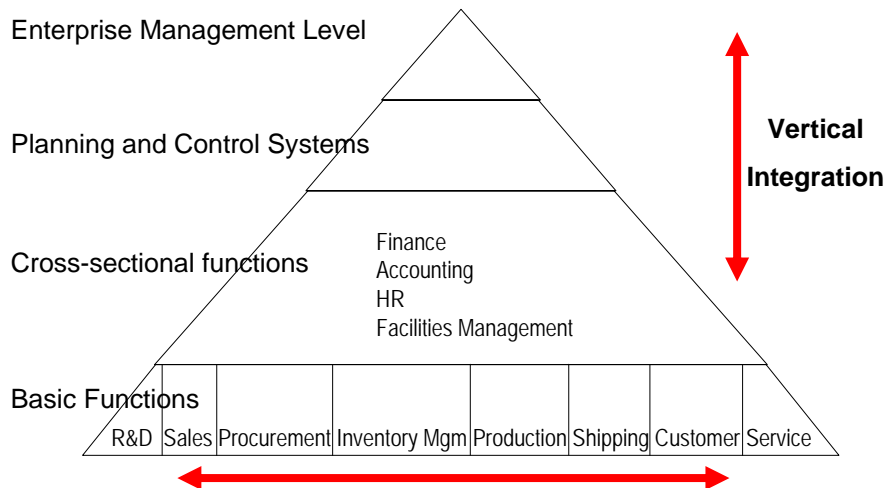 Enterprise Management Level
Planning and Control Systems
Vertical
Integration
Cross-sectional functions
Finance
Accounting
HR
Facilities Management
Basic Functions
R&D Sales Procurement Inventory Mgm Production Shipping Customer Service